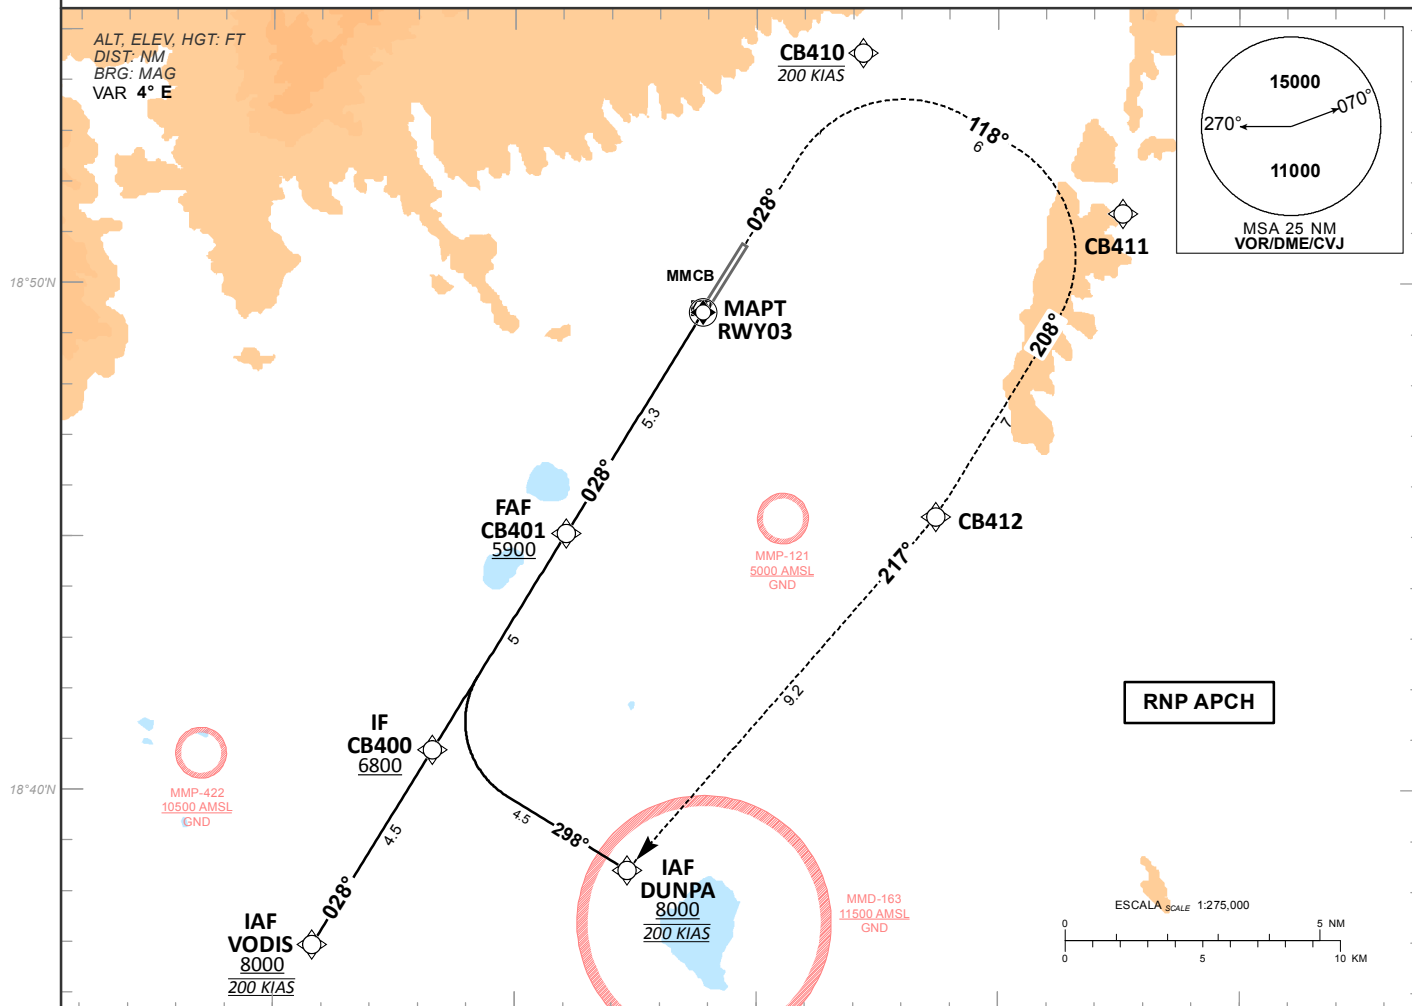 ALT, ELEV, HGT: FT
DIST: NM
BRG: MAG
VAR 4° E
CB410
200 KIAS
15000
070°
270°
11000
MSA 25 NM
VOR/DME/CVJ
118°
6
028°
CB411
MMCB
18°50'N
MAPT
RWY03
208°
5.3
7
028°
FAF
CB401
5900
CB412
MMP-121
5000 AMSL
GND
217°
5
9.2
RNP APCH
IF
CB400
6800
MMP-422
10500 AMSL
GND
18°40'N
4.5
4.5
298°
IAF
DUNPA
8000
200 KIAS
MMD-163
11500 AMSL
GND
028°
IAF
VODIS
8000
200 KIAS
ESCALA SCALE 1:275,000
0 5 NM
0 5 10 KM